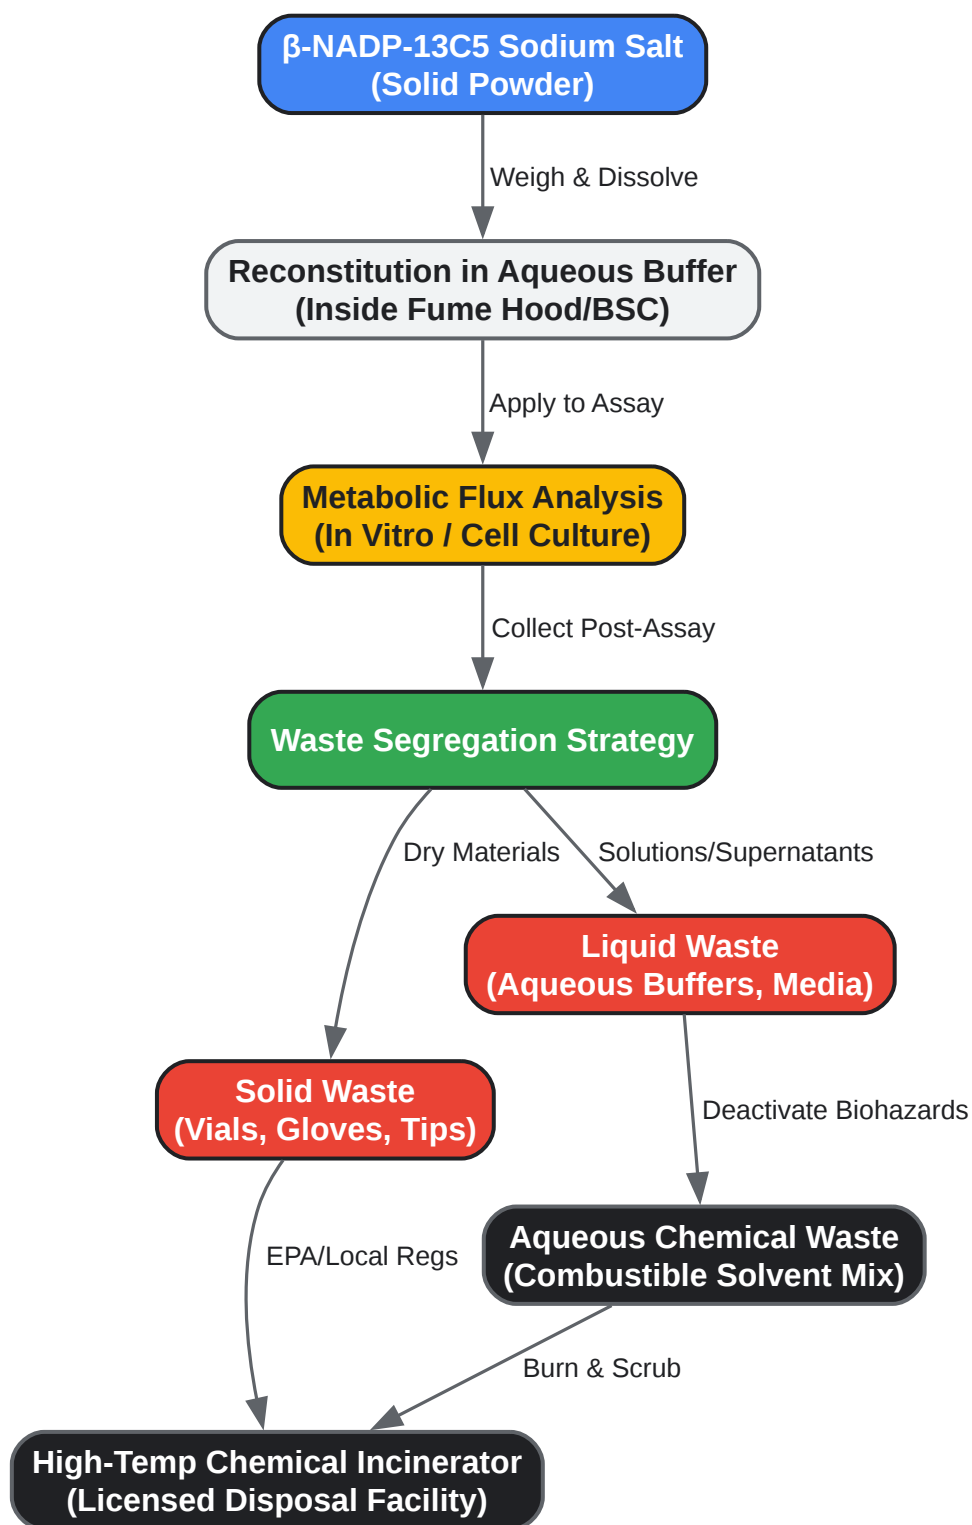 β-NADP-13C5 Sodium Salt
(Solid Powder)
Weigh & Dissolve
Reconstitution in Aqueous Buffer
(Inside Fume Hood/BSC)
Apply to Assay
Metabolic Flux Analysis
(In Vitro / Cell Culture)
Collect Post-Assay
Waste Segregation Strategy
Dry Materials
Solutions/Supernatants
Liquid Waste
(Aqueous Buffers, Media)
Solid Waste
(Vials, Gloves, Tips)
Deactivate Biohazards
Aqueous Chemical Waste
(Combustible Solvent Mix)
EPA/Local Regs
Burn & Scrub
High-Temp Chemical Incinerator
(Licensed Disposal Facility)